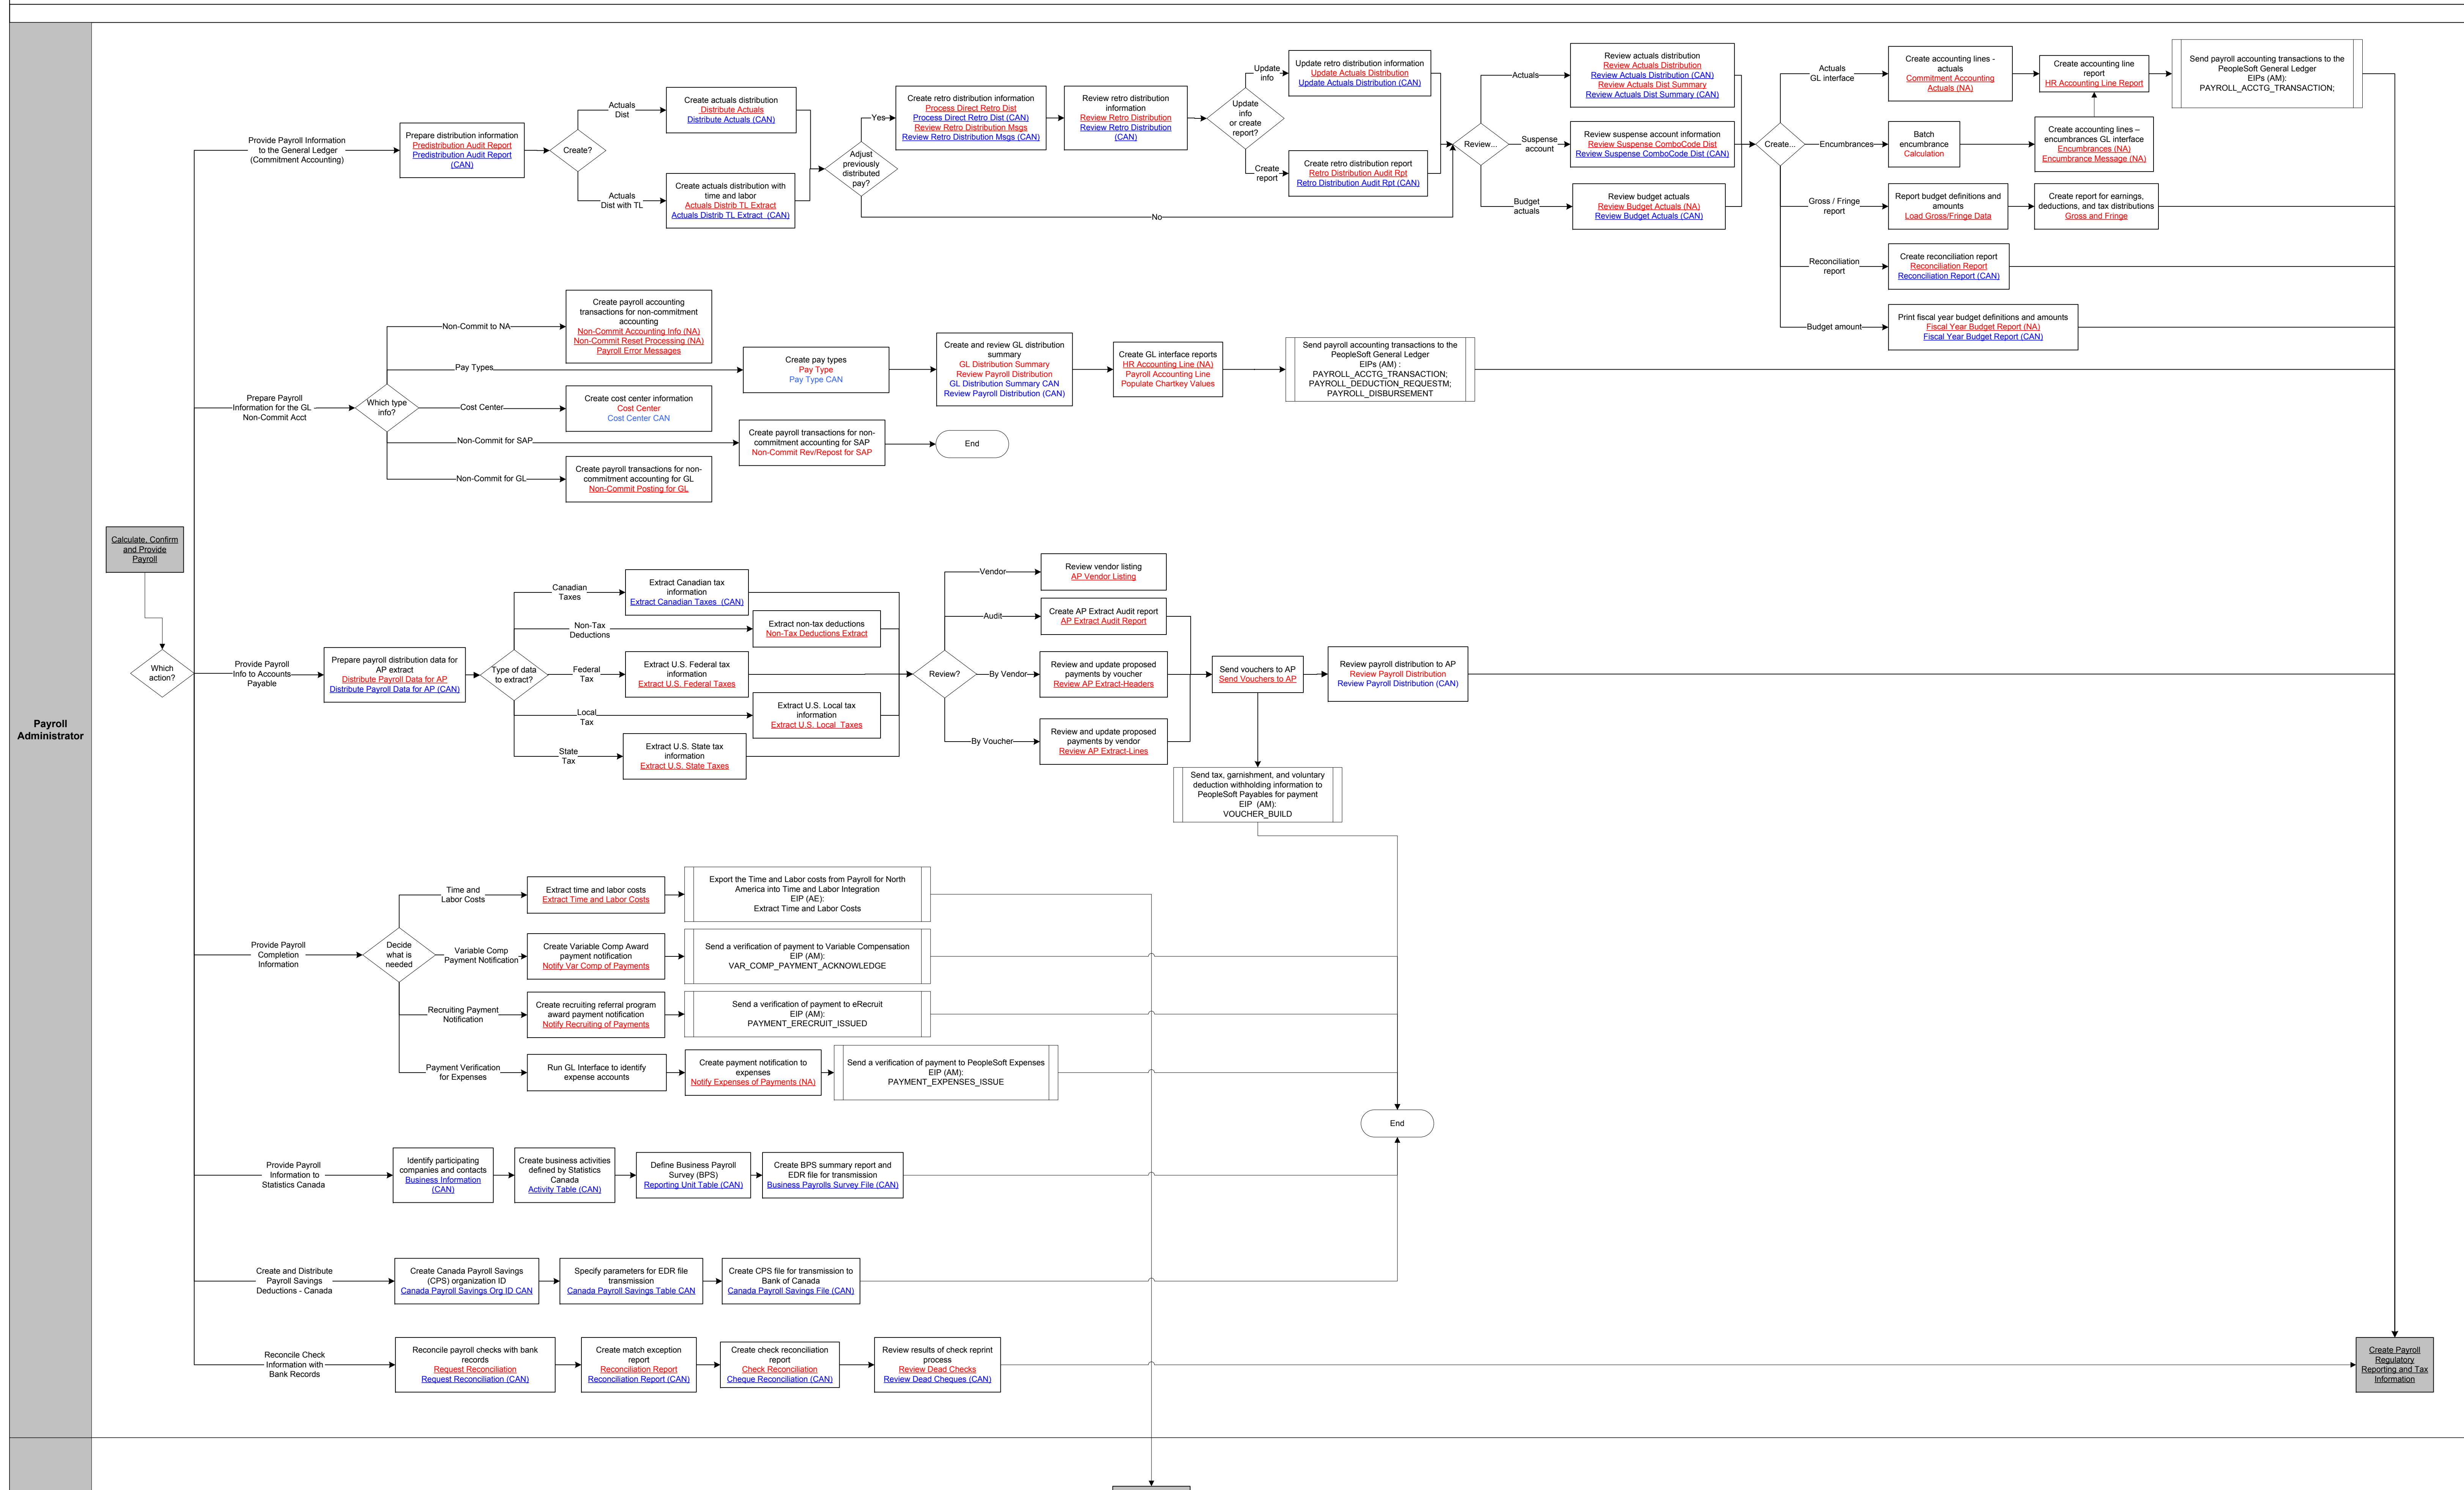 Payroll
Administrator
Calculate, Confirm
and Provide
Payroll
Which
action?
Provide Payroll Information
to the General Ledger
(Commitment Accounting)
Prepare distribution information
Predistribution Audit Report
Predistribution Audit Report
(CAN)
Create?
Actuals
Dist
Create actuals distribution
Distribute Actuals
Distribute Actuals (CAN)
Actuals
Dist with TL
Create actuals distribution with
time and labor
Actuals Distrib TL Extract
Actuals Distrib TL Extract (CAN)
Adjust
previously
distributed
pay?
Yes
No
Create retro distribution information
Process Direct Retro Dist
Process Direct Retro Dist (CAN)
Review Retro Distribution Msgs
Review Retro Distribution Msgs (CAN)
Review retro distribution
information
Review Retro Distribution
Review Retro Distribution
(CAN)
Update
info
or create
report?
Update
info
Update retro distribution information
Update Actuals Distribution
Update Actuals Distribution (CAN)
Create
report
Create retro distribution report
Retro Distribution Audit Rpt
Retro Distribution Audit Rpt (CAN)
Review...
Actuals
Review actuals distribution
Review Actuals Distribution
Review Actuals Distribution (CAN)
Review Actuals Dist Summary
Review Actuals Dist Summary (CAN)
Suspense
account
Review suspense account information
Review Suspense ComboCode Dist
Review Suspense ComboCode Dist (CAN)
Budget
actuals
Review budget actuals
Review Budget Actuals (NA)
Review Budget Actuals (CAN)
Create...
Actuals
GL interface
Create accounting lines -
actuals
Commitment Accounting
Actuals (NA)
Create accounting line
report
HR Accounting Line Report
Send payroll accounting transactions to the
PeopleSoft General Ledger
EIPs (AM):
PAYROLL_ACCTG_TRANSACTION;
Encumbrances
Batch
encumbrance
Calculation
Create accounting lines –
encumbrances GL interface
Encumbrances (NA)
Encumbrance Message (NA)
Gross / Fringe
report
Report budget definitions and
amounts
Load Gross/Fringe Data
Create report for earnings,
deductions, and tax distributions
Gross and Fringe
Reconciliation
report
Create reconciliation report
Reconciliation Report
Reconciliation Report (CAN)
Budget amount
Print fiscal year budget definitions and amounts
Fiscal Year Budget Report (NA)
Fiscal Year Budget Report (CAN)
Prepare Payroll
Information for the GL
Non-Commit Acct
Which type
info?
Non-Commit to NA
Create payroll accounting
transactions for non-commitment
accounting
Non-Commit Accounting Info (NA)
Non-Commit Reset Processing (NA)
Payroll Error Messages
Pay Types
Create pay types
Pay Type
Pay Type CAN
Create and review GL distribution
summary
GL Distribution Summary
Review Payroll Distribution
GL Distribution Summary CAN
Review Payroll Distribution (CAN)
Create GL interface reports
HR Accounting Line (NA)
Payroll Accounting Line
Populate Chartkey Values
Send payroll accounting transactions to the
PeopleSoft General Ledger
EIPs (AM) :
PAYROLL_ACCTG_TRANSACTION;
PAYROLL_DEDUCTION_REQUESTM;
PAYROLL_DISBURSEMENT
Cost Center
Create cost center information
Cost Center
Cost Center CAN
Non-Commit for SAP
Create payroll transactions for non-
commitment accounting for SAP
Non-Commit Rev/Repost for SAP
End
Non-Commit for GL
Create payroll transactions for non-
commitment accounting for GL
Non-Commit Posting for GL
Provide Payroll
Info to Accounts
Payable
Prepare payroll distribution data for
AP extract
Distribute Payroll Data for AP
Distribute Payroll Data for AP (CAN)
Type of data
to extract?
Canadian
Taxes
Extract Canadian tax
information
Extract Canadian Taxes (CAN)
Non-Tax
Deductions
Extract non-tax deductions
Non-Tax Deductions Extract
Federal
Tax
Extract U.S. Federal tax
information
Extract U.S. Federal Taxes
Local
Tax
Extract U.S. Local tax
information
Extract U.S. Local Taxes
State
Tax
Extract U.S. State tax
information
Extract U.S. State Taxes
Review?
Vendor
Review vendor listing
AP Vendor Listing
Audit
Create AP Extract Audit report
AP Extract Audit Report
By Vendor
Review and update proposed
payments by voucher
Review AP Extract-Headers
By Voucher
Review and update proposed
payments by vendor
Review AP Extract-Lines
Send vouchers to AP
Send Vouchers to AP
Review payroll distribution to AP
Review Payroll Distribution
Review Payroll Distribution (CAN)
Send tax, garnishment, and voluntary
deduction withholding information to
PeopleSoft Payables for payment
EIP (AM):
VOUCHER_BUILD
Provide Payroll
Completion
Information
Decide
what is
needed
Time and
Labor Costs
Extract time and labor costs
Extract Time and Labor Costs
Export the Time and Labor costs from Payroll for North
America into Time and Labor Integration
EIP (AE):
Extract Time and Labor Costs
Variable Comp
Payment Notification
Create Variable Comp Award
payment notification
Notify Var Comp of Payments
Send a verification of payment to Variable Compensation
EIP (AM):
VAR_COMP_PAYMENT_ACKNOWLEDGE
Recruiting Payment
Notification
Create recruiting referral program
award payment notification
Notify Recruiting of Payments
Send a verification of payment to eRecruit
EIP (AM):
PAYMENT_ERECRUIT_ISSUED
Payment Verification
for Expenses
Run GL Interface to identify
expense accounts
Create payment notification to
expenses
Notify Expenses of Payments (NA)
Send a verification of payment to PeopleSoft Expenses
EIP (AM):
PAYMENT_EXPENSES_ISSUE
End
Provide Payroll
Information to
Statistics Canada
Identify participating
companies and contacts
Business Information
(CAN)
Create business activities
defined by Statistics
Canada
Activity Table (CAN)
Define Business Payroll
Survey (BPS)
Reporting Unit Table (CAN)
Create BPS summary report and
EDR file for transmission
Business Payrolls Survey File (CAN)
Create and Distribute
Payroll Savings
Deductions - Canada
Create Canada Payroll Savings
(CPS) organization ID
Canada Payroll Savings Org ID CAN
Specify parameters for EDR file
transmission
Canada Payroll Savings Table CAN
Create CPS file for transmission to
Bank of Canada
Canada Payroll Savings File (CAN)
Reconcile Check
Information with
Bank Records
Reconcile payroll checks with bank
records
Request Reconciliation
Request Reconciliation (CAN)
Create match exception
report
Reconciliation Report
Reconciliation Report (CAN)
Create check reconciliation
report
Check Reconciliation
Cheque Reconciliation (CAN)
Review results of check reprint
process
Review Dead Checks
Review Dead Cheques (CAN)
Create Payroll
Regulatory
Reporting and Tax
Information